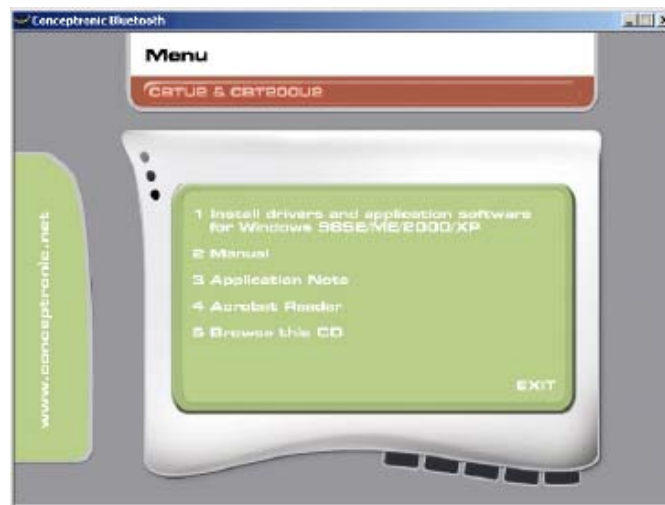 Conceptronic Bluetooth
Menu
CBTU2 & CBT200U2
www.conceptronic.net
1 Install drivers and application software
for Windows 98SE/ME/2000/XP
2 Manual
3 Application Note
4 Acrobat Reader
5 Browse this CD
EXIT